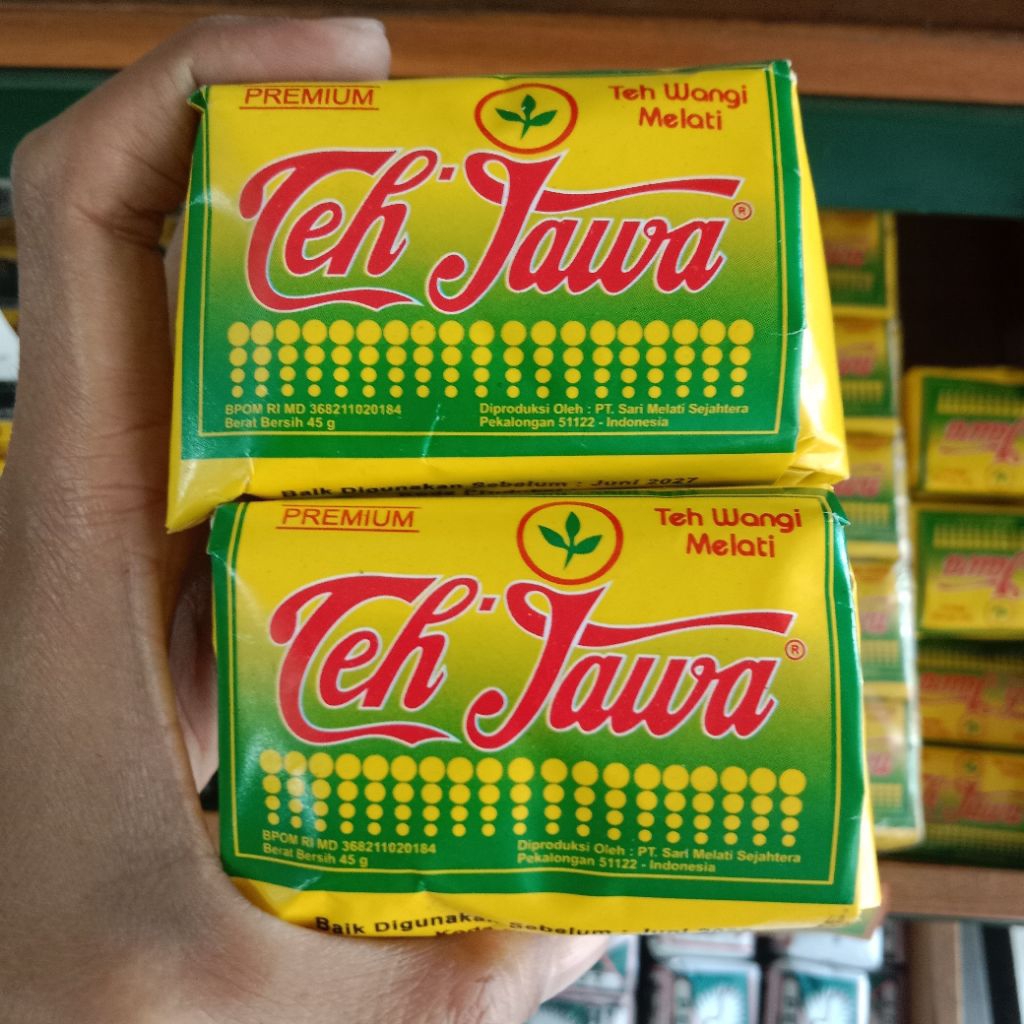 PREMIUM
Teh Wangi
Melati
Teh Jawa®
BPOM RI MD 368211020184
Berat Bersih 45 g
Diproduksi Oleh : PT. Sari Melati Sejahtera
Pekalongan 51122 - Indonesia
Baik Digunakan Sebelum : Juni 2027
PREMIUM
Teh Wangi
Melati
Teh Jawa®
BPOM RI MD 368211020184
Berat Bersih 45 g
Diproduksi Oleh : PT. Sari Melati Sejahtera
Pekalongan 51122 - Indonesia
Baik Digunakan Sebelum : Juni